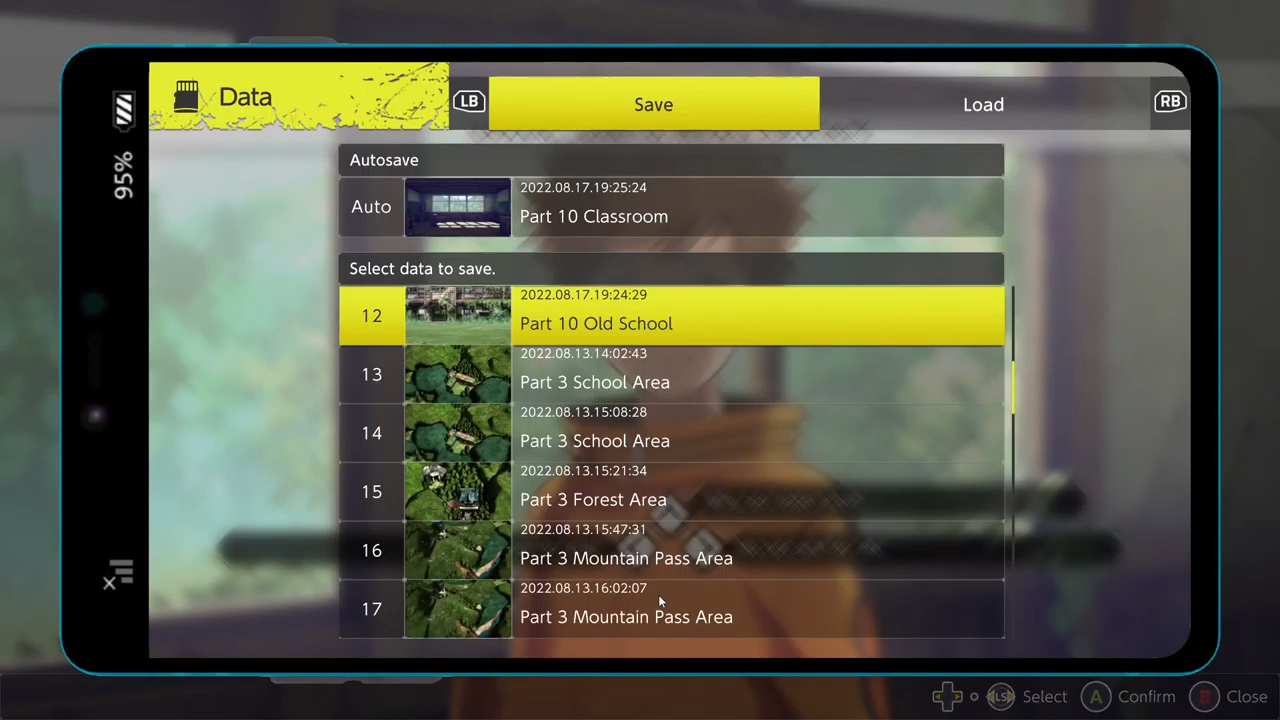 Data
LB
Save
Load
RB
95%
Autosave
Auto
2022.08.17.19:25:24
Part 10 Classroom
Select data to save.
12
2022.08.17.19:24:29
Part 10 Old School
13
2022.08.13.14:02:43
Part 3 School Area
14
2022.08.13.15:08:28
Part 3 School Area
15
2022.08.13.15:21:34
Part 3 Forest Area
16
2022.08.13.15:47:31
Part 3 Mountain Pass Area
17
2022.08.13.16:02:07
Part 3 Mountain Pass Area
LS Select A Confirm B Close